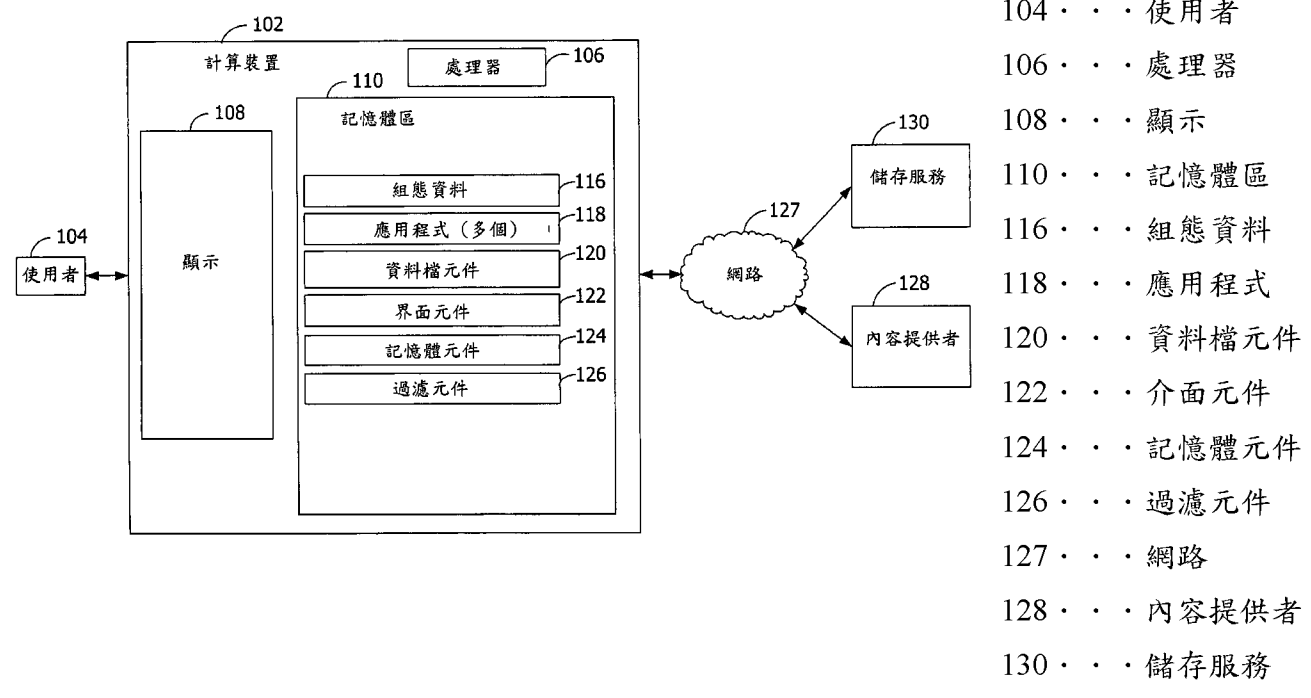 102
計算裝置
處理器
106
110
記憶體區
108
顯示
組態資料
116
應用程式（多個）
118
資料檔元件
120
界面元件
122
記憶體元件
124
過濾元件
126
104
使用者
127
網路
130
儲存服務
128
內容提供者
104・・・使用者
106・・・處理器
108・・・顯示
110・・・記憶體區
116・・・組態資料
118・・・應用程式
120・・・資料檔元件
122・・・介面元件
124・・・記憶體元件
126・・・過濾元件
127・・・網路
128・・・內容提供者
130・・・儲存服務